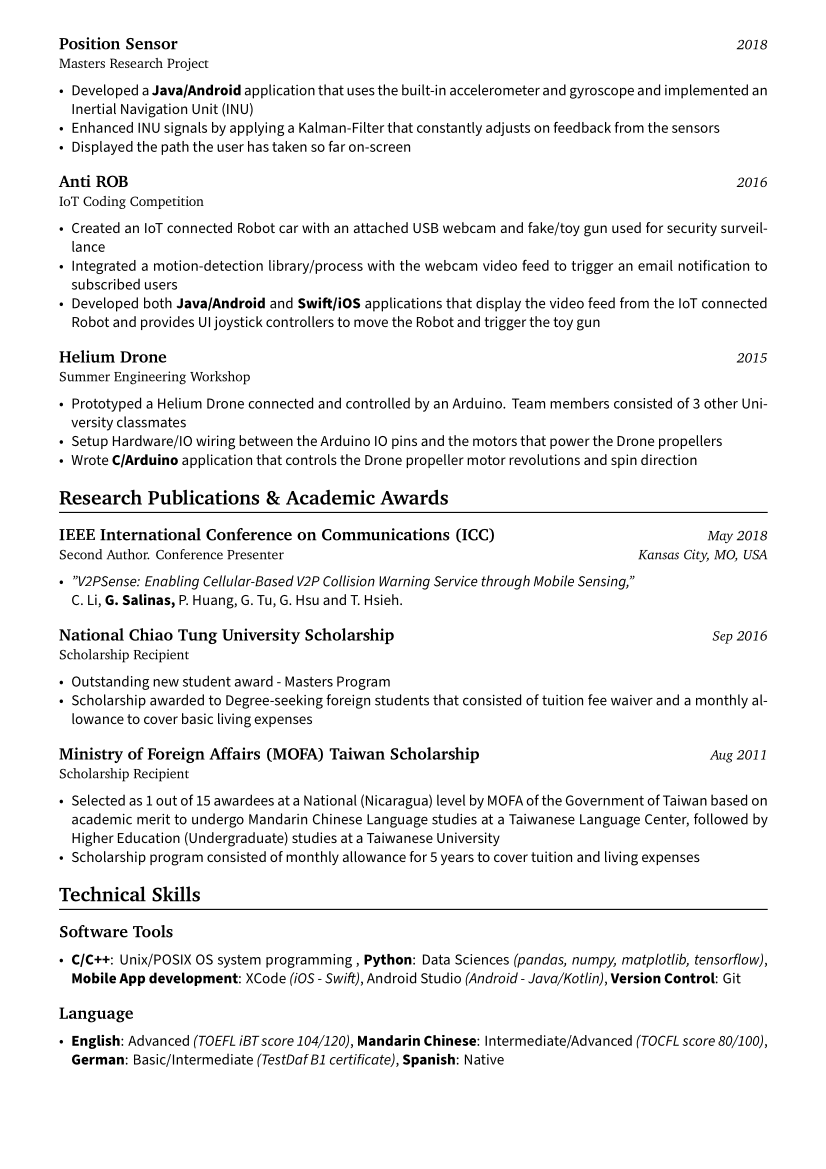 Position Sensor 2018
Masters Research Project
• Developed a Java/Android application that uses the built-in accelerometer and gyroscope and implemented an
Inertial Navigation Unit (INU)
• Enhanced INU signals by applying a Kalman-Filter that constantly adjusts on feedback from the sensors
• Displayed the path the user has taken so far on-screen
Anti ROB 2016
IoT Coding Competition
• Created an IoT connected Robot car with an attached USB webcam and fake/toy gun used for security surveil-
lance
• Integrated a motion-detection library/process with the webcam video feed to trigger an email notification to
subscribed users
• Developed both Java/Android and Swift/iOS applications that display the video feed from the IoT connected
Robot and provides UI joystick controllers to move the Robot and trigger the toy gun
Helium Drone 2015
Summer Engineering Workshop
• Prototyped a Helium Drone connected and controlled by an Arduino. Team members consisted of 3 other Uni-
versity classmates
• Setup Hardware/IO wiring between the Arduino IO pins and the motors that power the Drone propellers
• Wrote C/Arduino application that controls the Drone propeller motor revolutions and spin direction
Research Publications & Academic Awards
IEEE International Conference on Communications (ICC) May 2018
Second Author. Conference Presenter Kansas City, MO, USA
• ”V2PSense: Enabling Cellular-Based V2P Collision Warning Service through Mobile Sensing,”
C. Li, G. Salinas, P. Huang, G. Tu, G. Hsu and T. Hsieh.
National Chiao Tung University Scholarship Sep 2016
Scholarship Recipient
• Outstanding new student award - Masters Program
• Scholarship awarded to Degree-seeking foreign students that consisted of tuition fee waiver and a monthly al-
lowance to cover basic living expenses
Ministry of Foreign Affairs (MOFA) Taiwan Scholarship Aug 2011
Scholarship Recipient
• Selected as 1 out of 15 awardees at a National (Nicaragua) level by MOFA of the Government of Taiwan based on
academic merit to undergo Mandarin Chinese Language studies at a Taiwanese Language Center, followed by
Higher Education (Undergraduate) studies at a Taiwanese University
• Scholarship program consisted of monthly allowance for 5 years to cover tuition and living expenses
Technical Skills
Software Tools
• C/C++: Unix/POSIX OS system programming , Python: Data Sciences (pandas, numpy, matplotlib, tensorflow),
Mobile App development: XCode (iOS - Swift), Android Studio (Android - Java/Kotlin), Version Control: Git
Language
• English: Advanced (TOEFL iBT score 104/120), Mandarin Chinese: Intermediate/Advanced (TOCFL score 80/100),
German: Basic/Intermediate (TestDaf B1 certificate), Spanish: Native